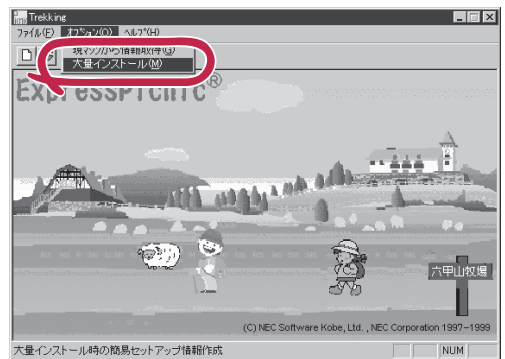 Trekking
ファイル(F) オプション(O) ヘルプ(H)
現マシンから情報取得(G)
大量インストール(M)
ExpressPicnic®
六甲山牧場
(C) NEC Software Kobe, Ltd. , NEC Corporation 1997-1999
大量インストール時の簡易セットアップ情報作成
NUM